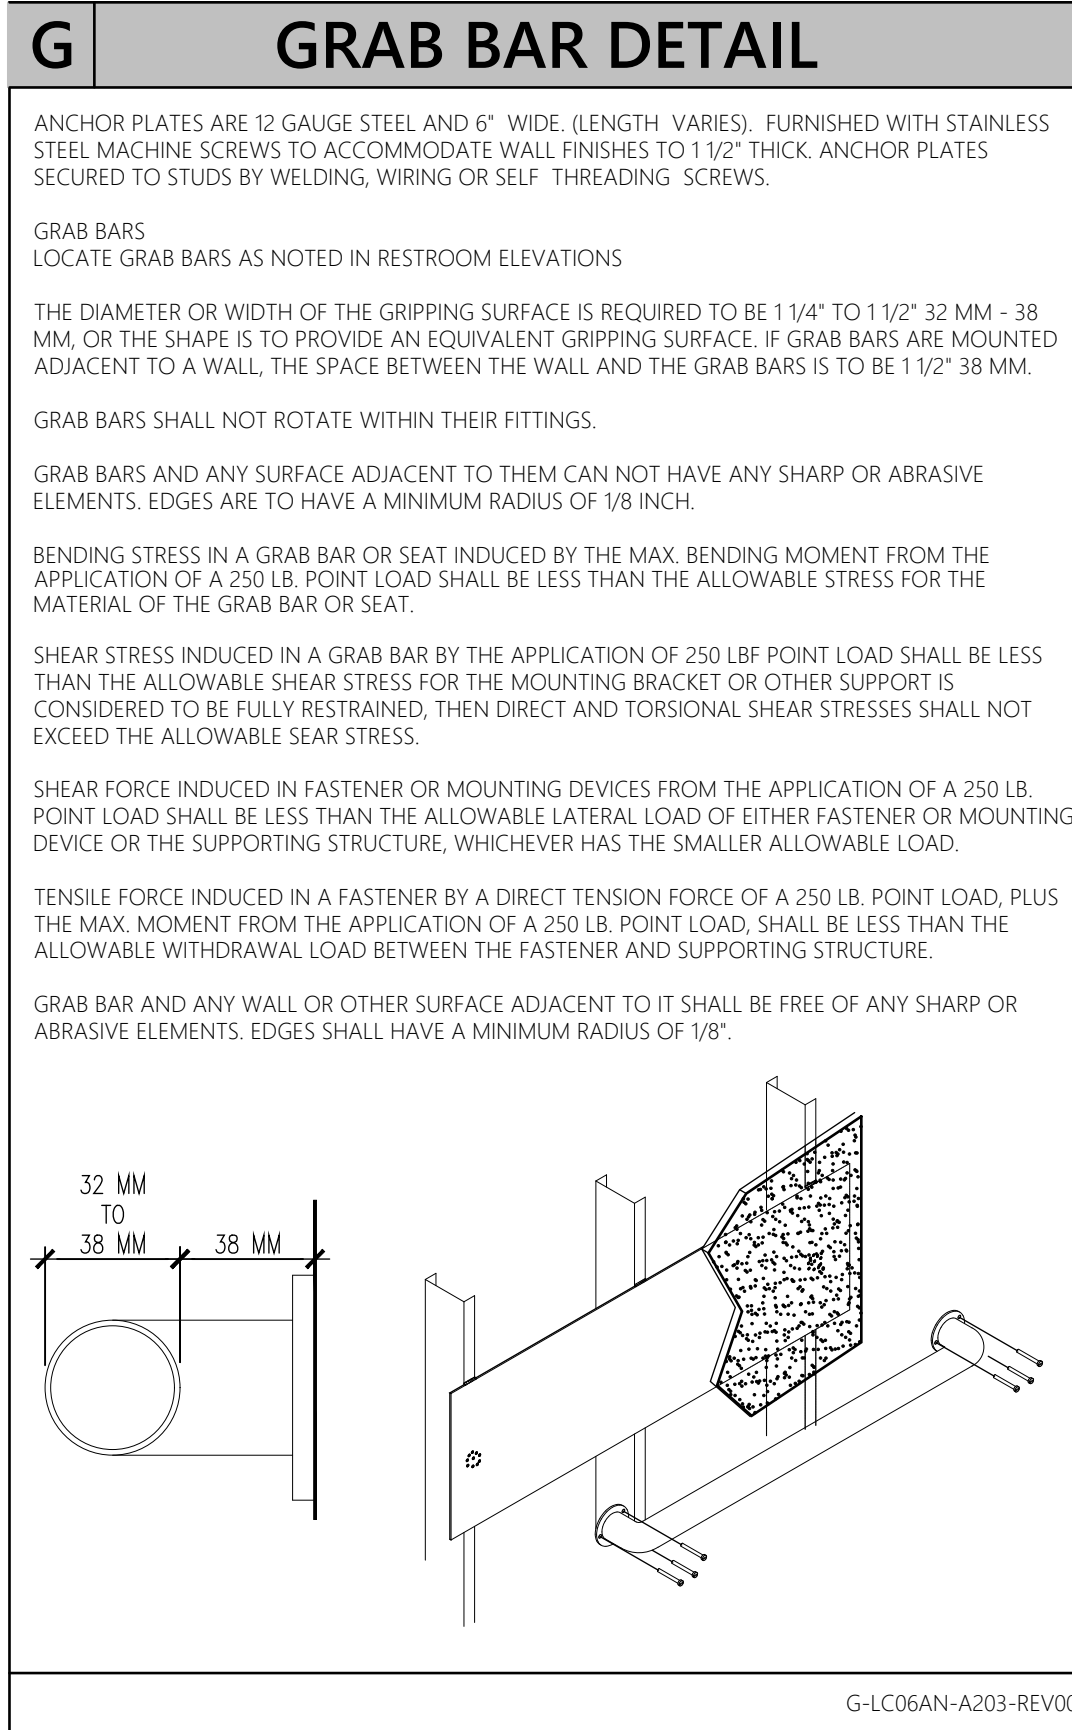 G
GRAB BAR DETAIL
ANCHOR PLATES ARE 12 GAUGE STEEL AND 6" WIDE. (LENGTH VARIES). FURNISHED WITH STAINLESS
STEEL MACHINE SCREWS TO ACCOMMODATE WALL FINISHES TO 1 1/2" THICK. ANCHOR PLATES
SECURED TO STUDS BY WELDING, WIRING OR SELF THREADING SCREWS.
GRAB BARS
LOCATE GRAB BARS AS NOTED IN RESTROOM ELEVATIONS
THE DIAMETER OR WIDTH OF THE GRIPPING SURFACE IS REQUIRED TO BE 1 1/4" TO 1 1/2" 32 MM - 38
MM, OR THE SHAPE IS TO PROVIDE AN EQUIVALENT GRIPPING SURFACE. IF GRAB BARS ARE MOUNTED
ADJACENT TO A WALL, THE SPACE BETWEEN THE WALL AND THE GRAB BARS IS TO BE 1 1/2" 38 MM.
GRAB BARS SHALL NOT ROTATE WITHIN THEIR FITTINGS.
GRAB BARS AND ANY SURFACE ADJACENT TO THEM CAN NOT HAVE ANY SHARP OR ABRASIVE
ELEMENTS. EDGES ARE TO HAVE A MINIMUM RADIUS OF 1/8 INCH.
BENDING STRESS IN A GRAB BAR OR SEAT INDUCED BY THE MAX. BENDING MOMENT FROM THE
APPLICATION OF A 250 LB. POINT LOAD SHALL BE LESS THAN THE ALLOWABLE STRESS FOR THE
MATERIAL OF THE GRAB BAR OR SEAT.
SHEAR STRESS INDUCED IN A GRAB BAR BY THE APPLICATION OF 250 LBF POINT LOAD SHALL BE LESS
THAN THE ALLOWABLE SHEAR STRESS FOR THE MOUNTING BRACKET OR OTHER SUPPORT IS
CONSIDERED TO BE FULLY RESTRAINED, THEN DIRECT AND TORSIONAL SHEAR STRESSES SHALL NOT
EXCEED THE ALLOWABLE SEAR STRESS.
SHEAR FORCE INDUCED IN FASTENER OR MOUNTING DEVICES FROM THE APPLICATION OF A 250 LB.
POINT LOAD SHALL BE LESS THAN THE ALLOWABLE LATERAL LOAD OF EITHER FASTENER OR MOUNTING
DEVICE OR THE SUPPORTING STRUCTURE, WHICHEVER HAS THE SMALLER ALLOWABLE LOAD.
TENSILE FORCE INDUCED IN A FASTENER BY A DIRECT TENSION FORCE OF A 250 LB. POINT LOAD, PLUS
THE MAX. MOMENT FROM THE APPLICATION OF A 250 LB. POINT LOAD, SHALL BE LESS THAN THE
ALLOWABLE WITHDRAWAL LOAD BETWEEN THE FASTENER AND SUPPORTING STRUCTURE.
GRAB BAR AND ANY WALL OR OTHER SURFACE ADJACENT TO IT SHALL BE FREE OF ANY SHARP OR
ABRASIVE ELEMENTS. EDGES SHALL HAVE A MINIMUM RADIUS OF 1/8".
32 MM
TO
38 MM
38 MM
G-LC06AN-A203-REV00